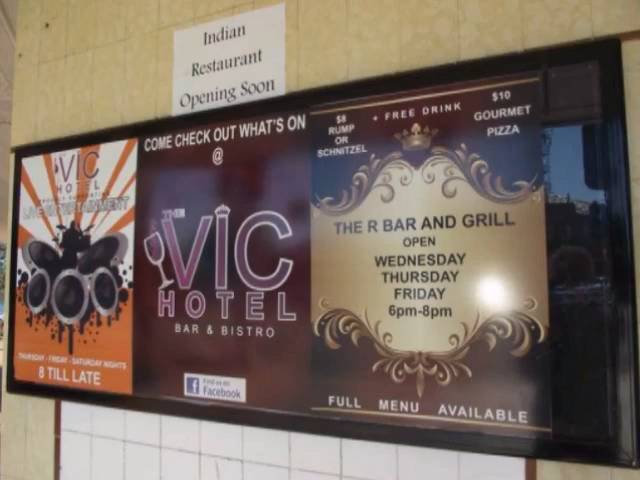 Indian
Restaurant
Opening Soon
VIC
HOTEL
LIVE ENTERTAINMENT
THURSDAY - FRIDAY - SATURDAY NIGHTS
8 TILL LATE
COME CHECK OUT WHAT'S ON
@
THE
VIC
HOTEL
BAR & BISTRO
Find us on
Facebook
$8
RUMP
OR
SCHNITZEL
+ FREE DRINK
$10
GOURMET
PIZZA
THE R BAR AND GRILL
OPEN
WEDNESDAY
THURSDAY
FRIDAY
6pm-8pm
FULL MENU AVAILABLE